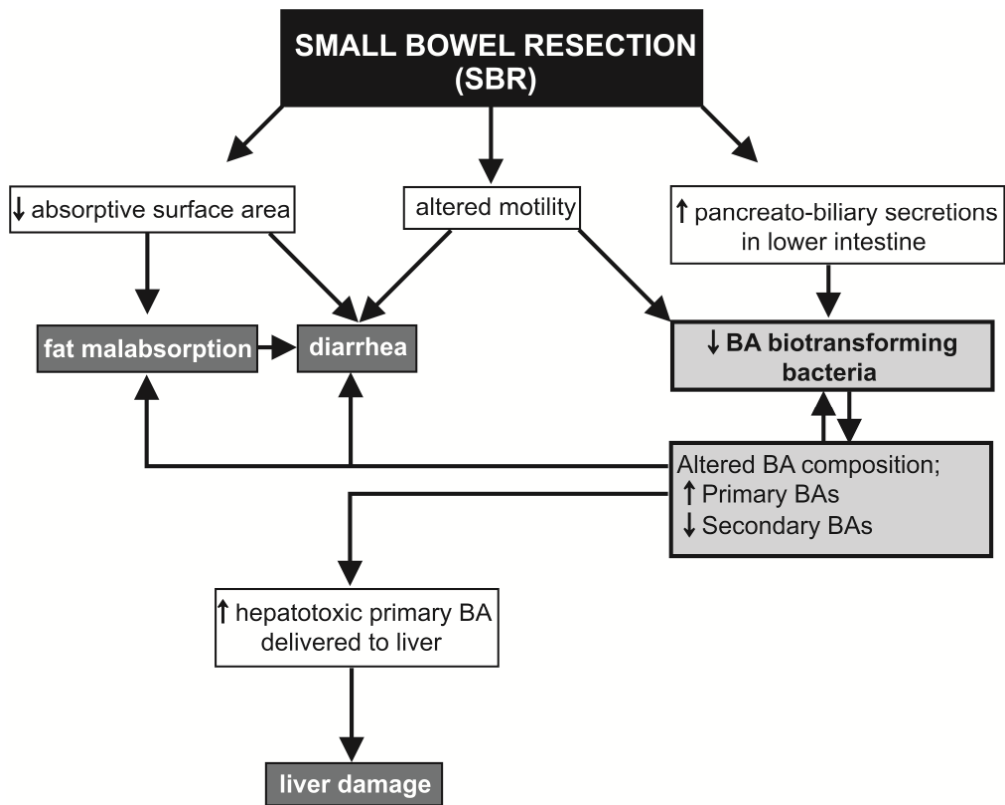 SMALL BOWEL RESECTION
(SBR)
↓ absorptive surface area
altered motility
↑ pancreato-biliary secretions
in lower intestine
fat malabsorption
diarrhea
↓ BA biotransforming
bacteria
Altered BA composition;
↑ Primary BAs
↓ Secondary BAs
↑ hepatotoxic primary BA
delivered to liver
liver damage